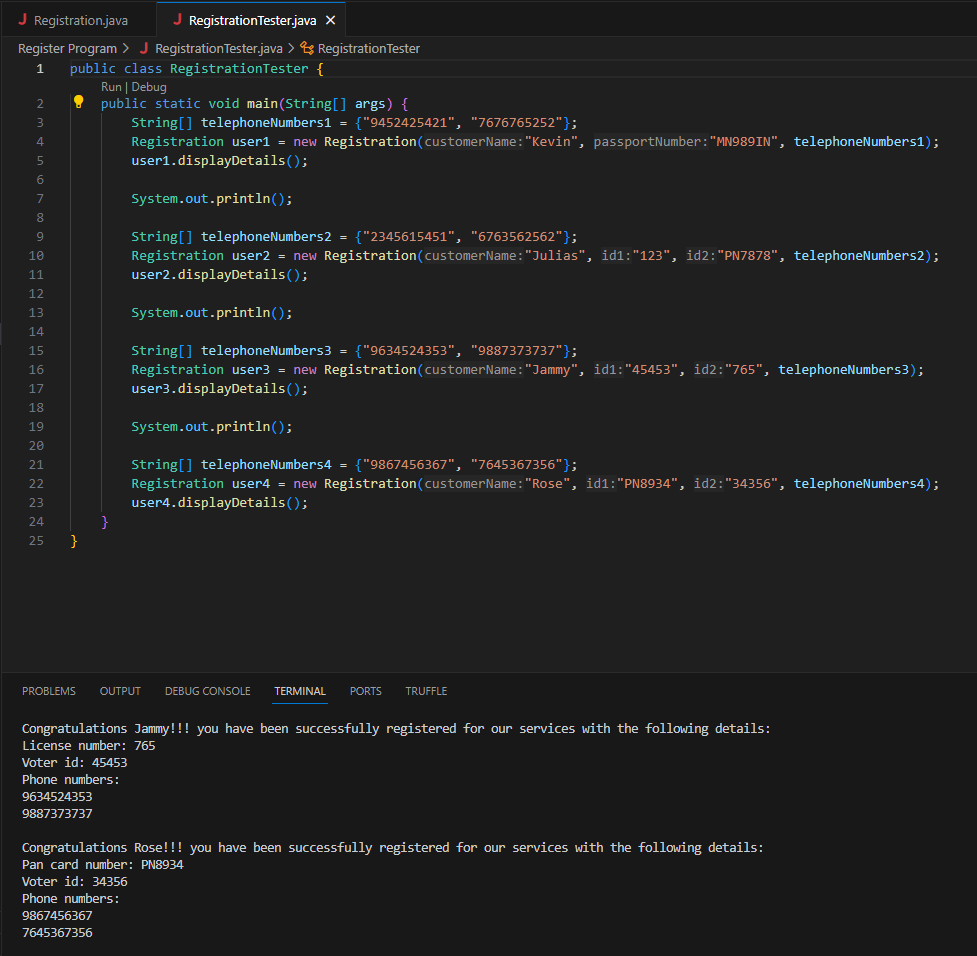 Registration.java RegistrationTester.java
Register Program > RegistrationTester.java > RegistrationTester
1 public class RegistrationTester {
Run | Debug
2 public static void main(String[] args) {
3 String[] telephoneNumbers1 = {"9452425421", "7676765252"};
4 Registration user1 = new Registration(customerName:"Kevin", passportNumber:"MN989IN", telephoneNumbers1);
5 user1.displayDetails();
6
7 System.out.println();
8
9 String[] telephoneNumbers2 = {"2345615451", "6763562562"};
10 Registration user2 = new Registration(customerName:"Julias", id1:"123", id2:"PN7878", telephoneNumbers2);
11 user2.displayDetails();
12
13 System.out.println();
14
15 String[] telephoneNumbers3 = {"9634524353", "9887373737"};
16 Registration user3 = new Registration(customerName:"Jammy", id1:"45453", id2:"765", telephoneNumbers3);
17 user3.displayDetails();
18
19 System.out.println();
20
21 String[] telephoneNumbers4 = {"9867456367", "7645367356"};
22 Registration user4 = new Registration(customerName:"Rose", id1:"PN8934", id2:"34356", telephoneNumbers4);
23 user4.displayDetails();
24 }
25 }
PROBLEMS OUTPUT DEBUG CONSOLE TERMINAL PORTS TRUFFLE
Congratulations Jammy!!! you have been successfully registered for our services with the following details:
License number: 765
Voter id: 45453
Phone numbers:
9634524353
9887373737
Congratulations Rose!!! you have been successfully registered for our services with the following details:
Pan card number: PN8934
Voter id: 34356
Phone numbers:
9867456367
7645367356